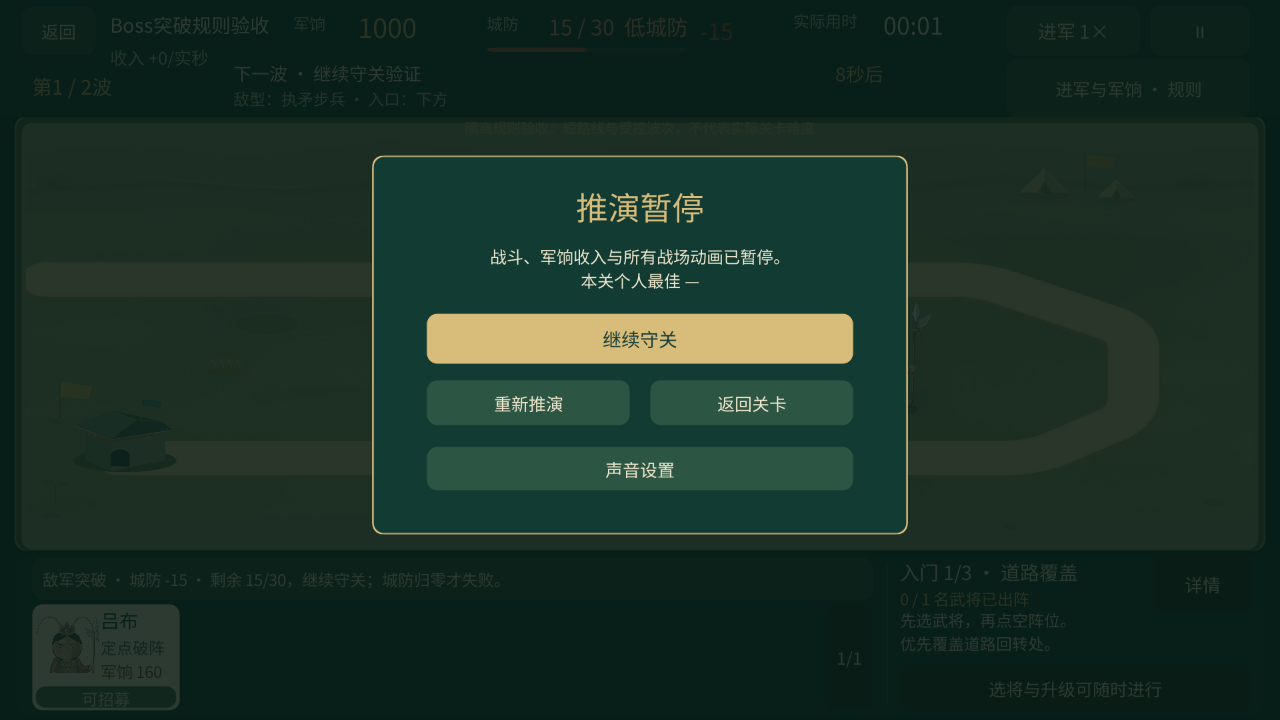 返回
Boss突破规则验收
军饷
1000
城防
15 / 30 低城防
-15
实际用时
00:01
进军 1×
II
收入 +0/实秒
第1 / 2波
下一波 · 继续守关验证
8秒后
敌型：执矛步兵 · 入口：下方
进军与军饷 · 规则
推演暂停
战斗、军饷收入与所有战场动画已暂停。
本关个人最佳 —
继续守关
重新推演
返回关卡
声音设置
敌军突破 · 城防 -15 · 剩余 15/30，继续守关；城防归零才失败。
吕布
定点破阵
军饷 160
可招募
1/1
入门 1/3 · 道路覆盖
0 / 1 名武将已出阵
先选武将，再点空阵位。
优先覆盖道路回转处。
详情
选将与升级可随时进行